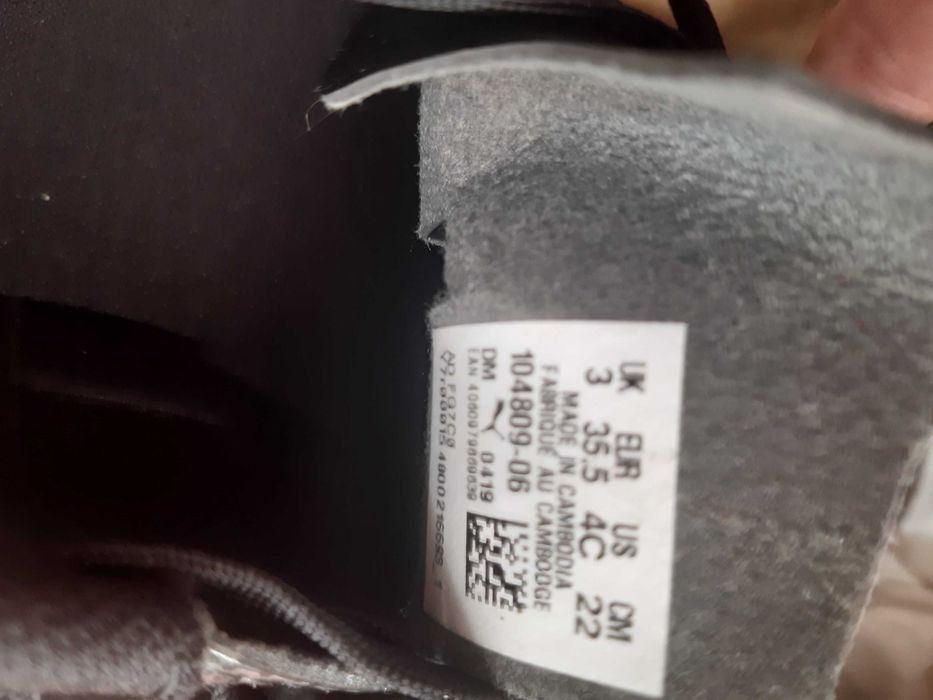 UK EUR US CM
3 35.5 4C 22
MADE IN CAMBODIA
FABRIQUÉ AU CAMBODGE
104809-06
DM 0419
EAN